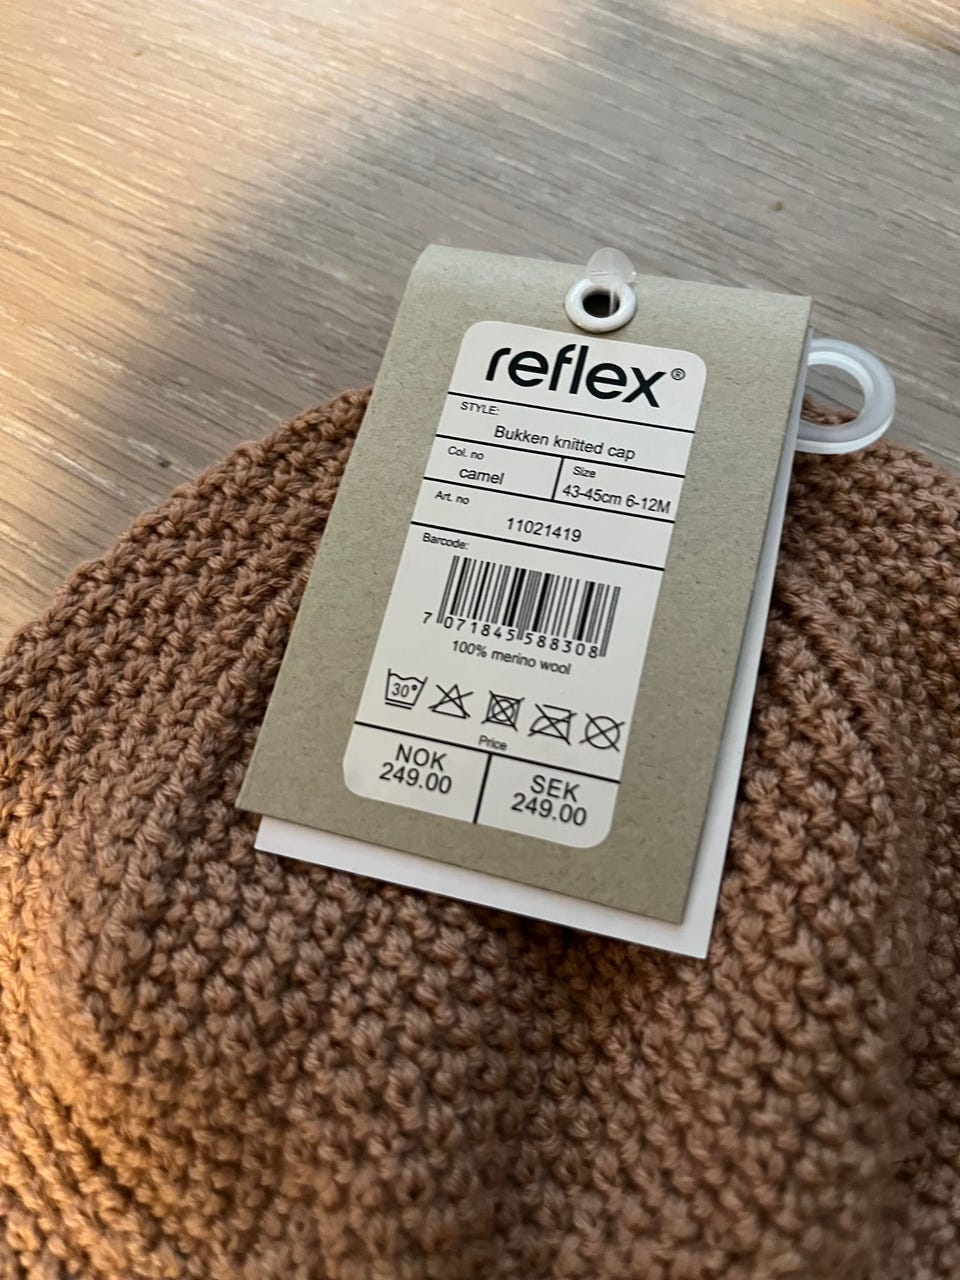 reflex®
STYLE:
Bukken knitted cap
Col. no
camel
Size
43-45cm 6-12M
Art. no
11021419
Barcode:
7 071845 588308
100% merino wool
30°
Price
NOK
249.00
SEK
249.00